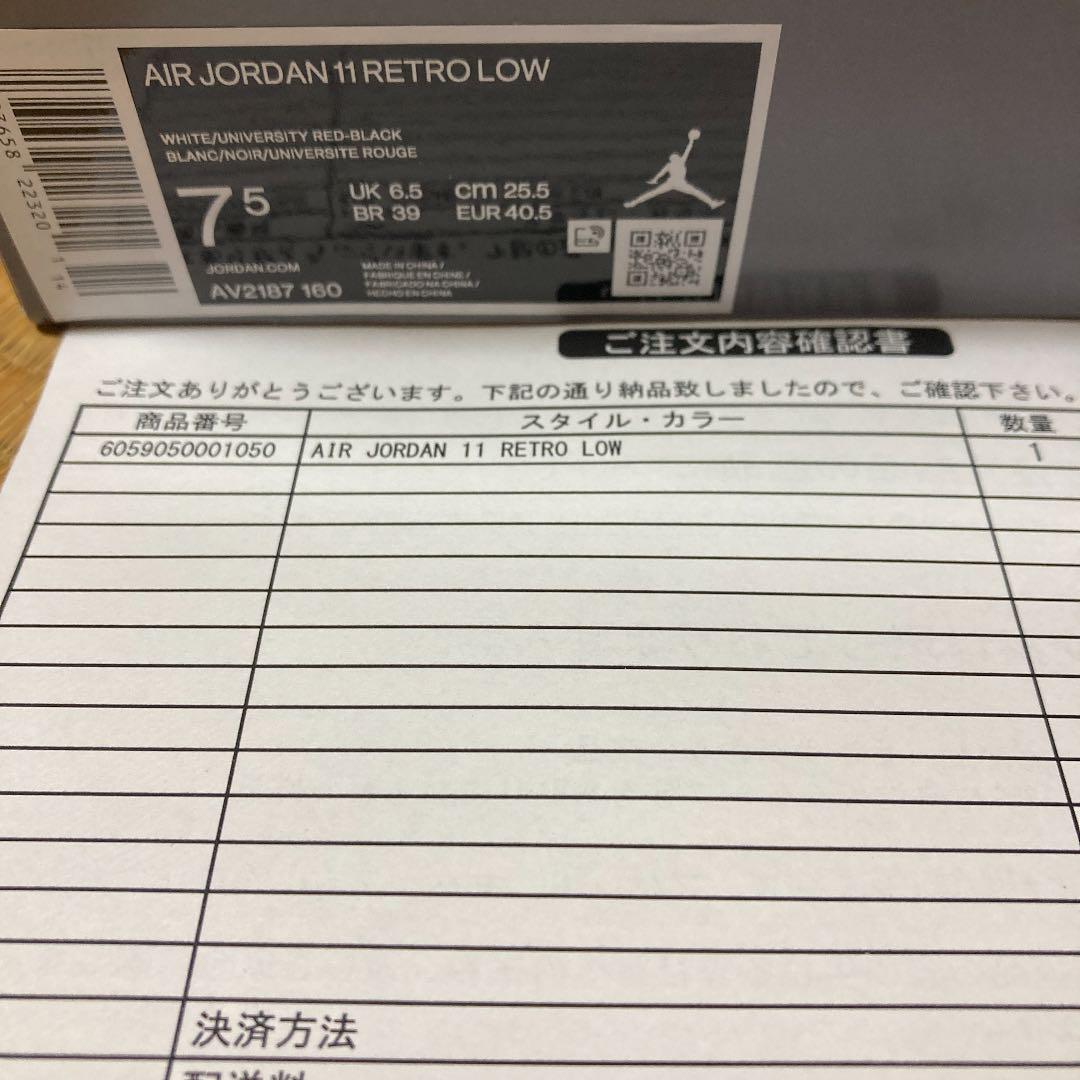 AIR JORDAN 11 RETRO LOW
WHITE/UNIVERSITY RED-BLACK
BLANC/NOIR/UNIVERSITE ROUGE
7 5
UK 6.5 cm 25.5
BR 39 EUR 40.5
JORDAN.COM
AV2187 160
MADE IN CHINA /
FABRIQUE EN CHINE /
FABRICADO NA CHINA /
HECHO EN CHINA
22320
ご注文内容確認書
ご注文ありがとうございます。下記の通り納品致しましたので、ご確認下さい。
商品番号 スタイル・カラー 数量
6059050001050 AIR JORDAN 11 RETRO LOW 1
決済方法
配送料